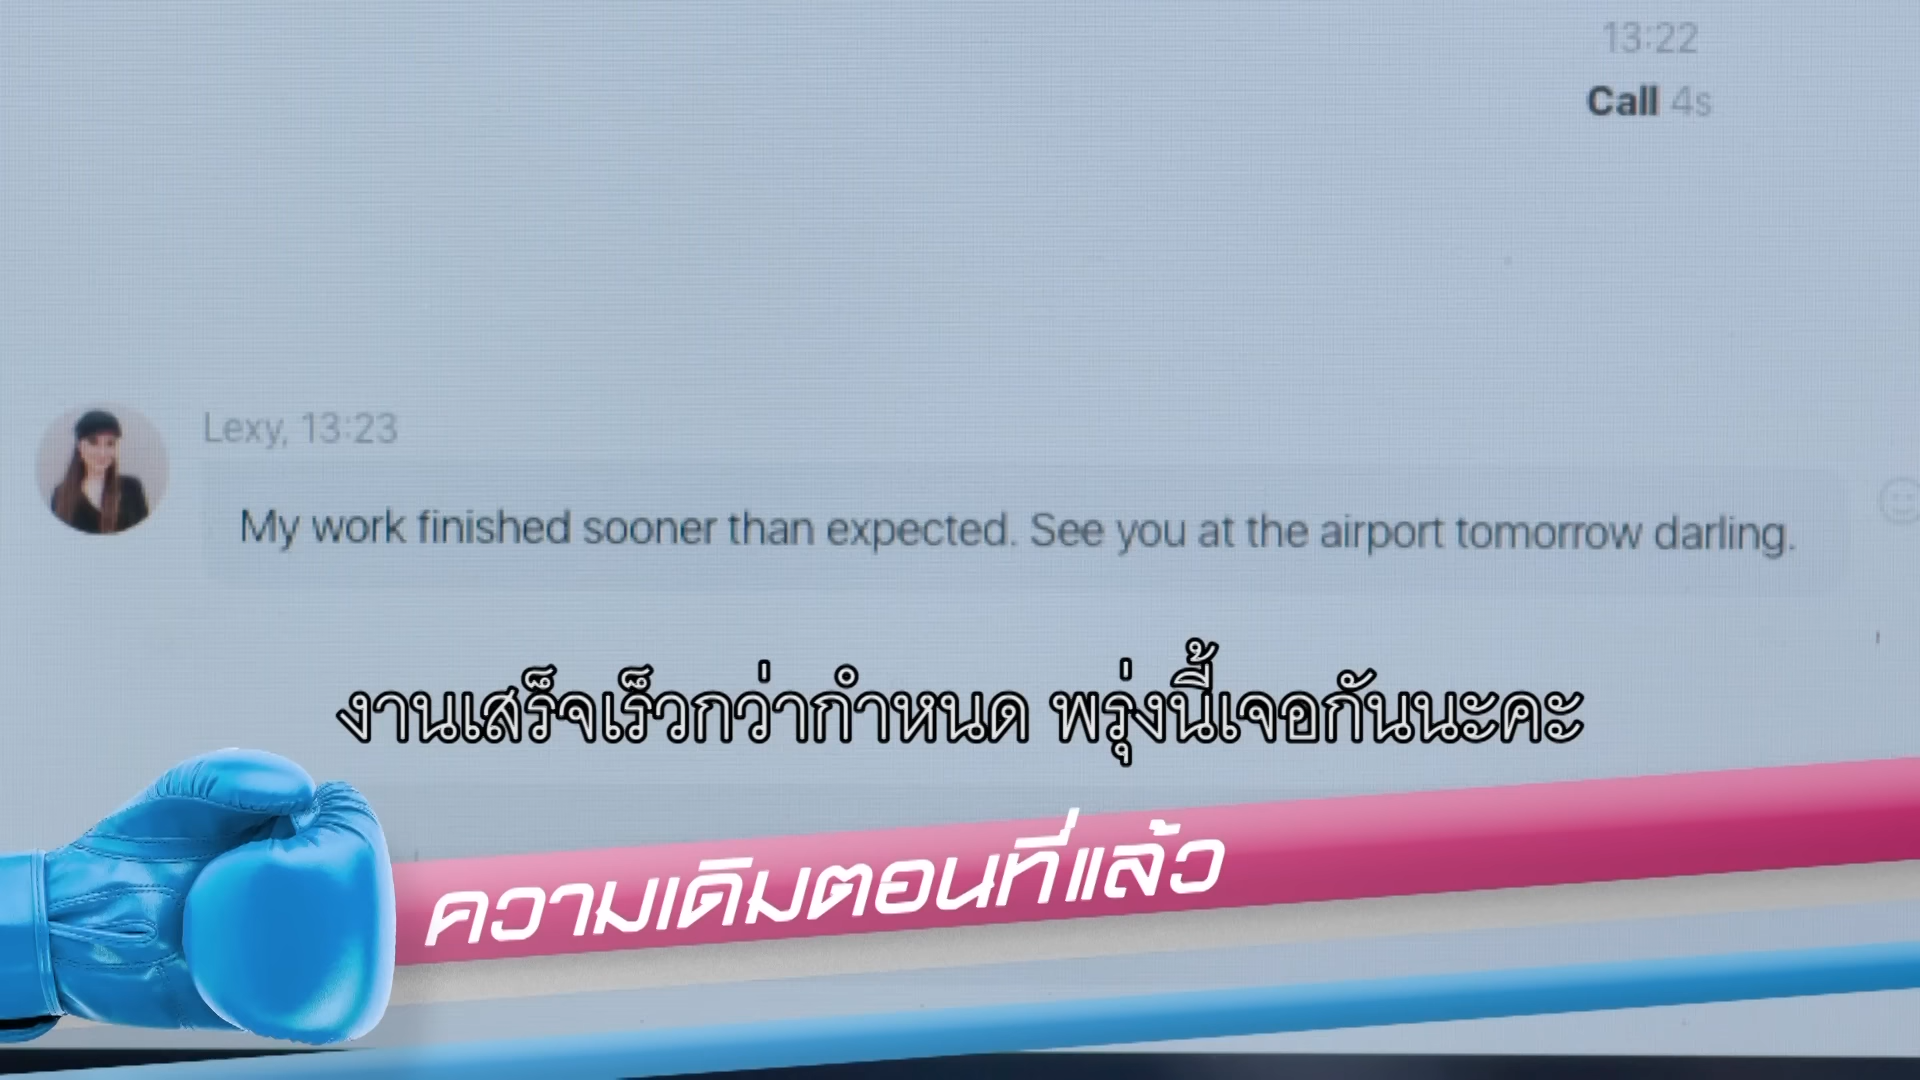 13:22
Call 4s
Lexy, 13:23
My work finished sooner than expected. See you at the airport tomorrow darling.
งานเสร็จเร็วกว่ากำหนด พรุ่งนี้เจอกันนะคะ
ความเดิมตอนที่แล้ว